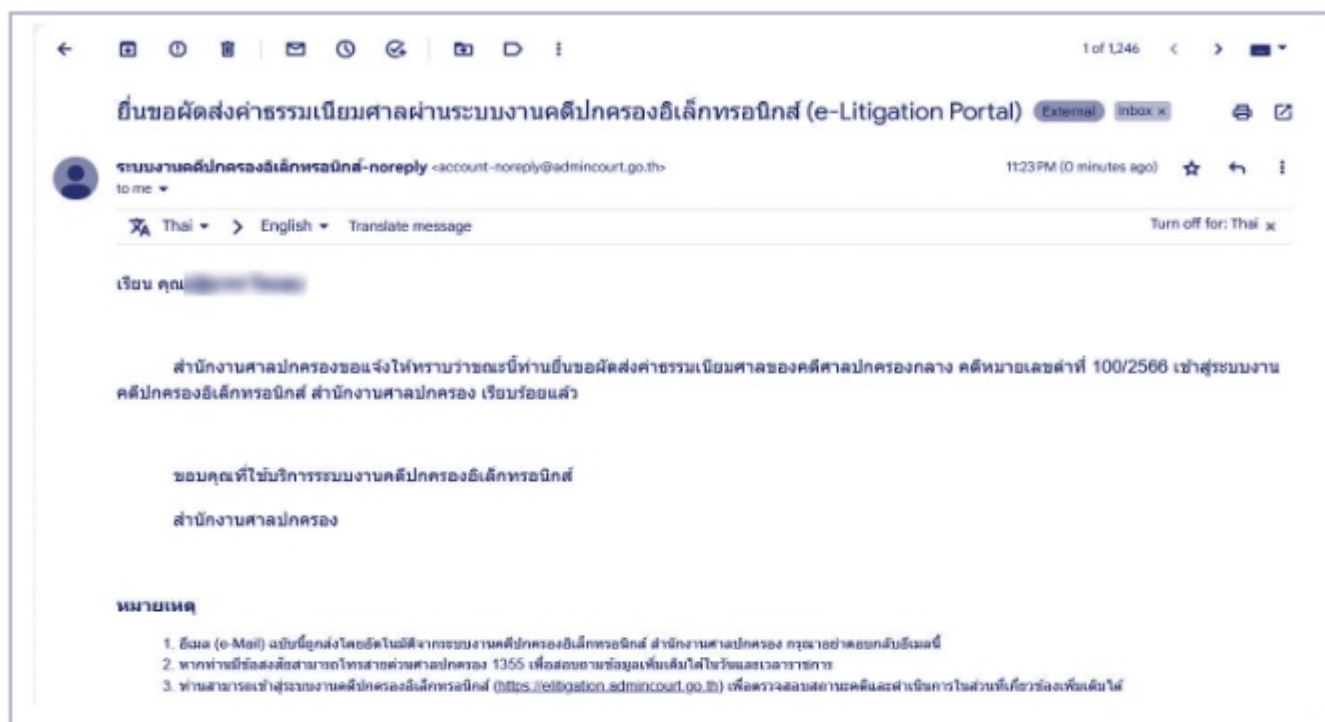 1 of 1,246
ยื่นขอผัดส่งค่าธรรมเนียมศาลผ่านระบบงานคดีปกครองอิเล็กทรอนิกส์ (e-Litigation Portal) External Inbox ×
ระบบงานคดีปกครองอิเล็กทรอนิกส์-noreply <account-noreply@admincourt.go.th> 11:23 PM (0 minutes ago)
to me
Thai > English Translate message Turn off for: Thai ×
เรียน คุณ
สำนักงานศาลปกครองขอแจ้งให้ทราบว่าขณะนี้ท่านยื่นขอผัดส่งค่าธรรมเนียมศาลของคดีศาลปกครองกลาง คดีหมายเลขดำที่ 100/2566 เข้าสู่ระบบงาน
คดีปกครองอิเล็กทรอนิกส์ สำนักงานศาลปกครอง เรียบร้อยแล้ว
ขอบคุณที่ใช้บริการระบบงานคดีปกครองอิเล็กทรอนิกส์
สำนักงานศาลปกครอง
หมายเหตุ
1. อีเมล (e-Mail) ฉบับนี้ถูกส่งโดยอัตโนมัติจากระบบงานคดีปกครองอิเล็กทรอนิกส์ สำนักงานศาลปกครอง กรุณาอย่าตอบกลับอีเมลนี้
2. หากท่านมีข้อสงสัยสามารถโทรสายด่วนศาลปกครอง 1355 เพื่อสอบถามข้อมูลเพิ่มเติมได้ในวันและเวลาราชการ
3. ท่านสามารถเข้าสู่ระบบงานคดีปกครองอิเล็กทรอนิกส์ (https://elitigation.admincourt.go.th) เพื่อตรวจสอบสถานะคดีและดำเนินการในส่วนที่เกี่ยวข้องเพิ่มเติมได้